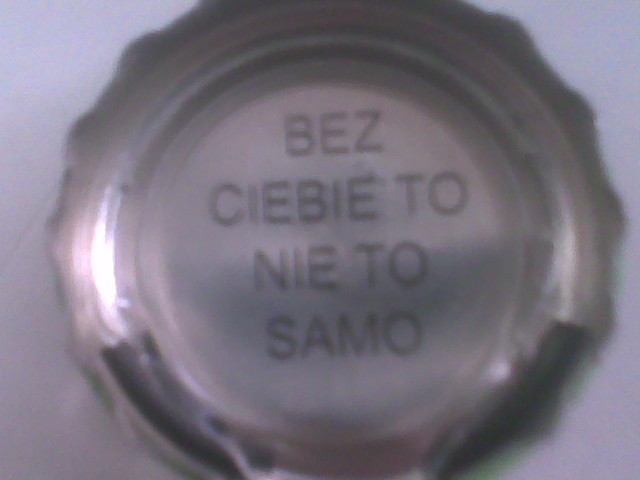 BEZ
CIEBIE TO
NIE TO
SAMO